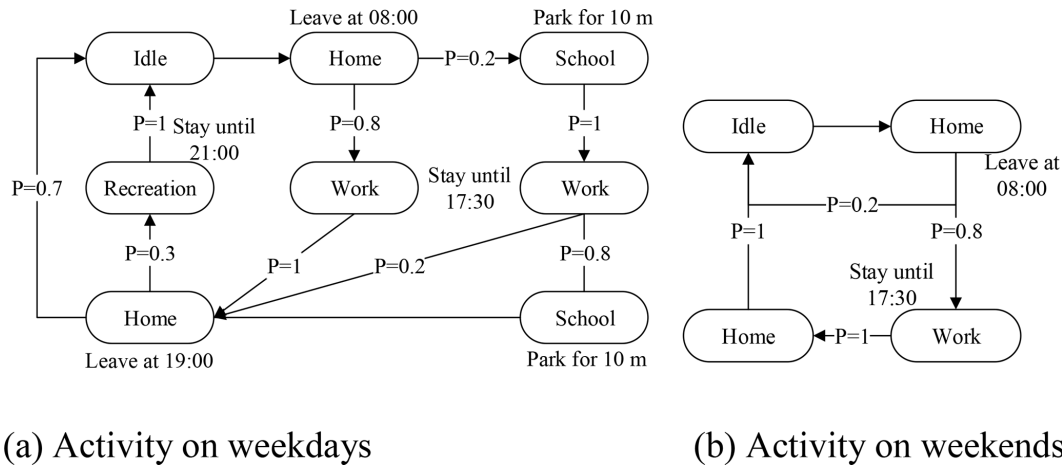 Leave at 08:00
Park for 10 m
Idle
Home
P=0.2
School
P=1
Stay until
21:00
P=0.8
P=1
P=0.7
Recreation
Work
Stay until
17:30
Work
P=0.3
P=1
P=0.2
P=0.8
Home
School
Leave at 19:00
Park for 10 m
(a) Activity on weekdays
Idle
Home
Leave at
08:00
P=0.2
P=1
P=0.8
Stay until
17:30
Home
P=1
Work
(b) Activity on weekends